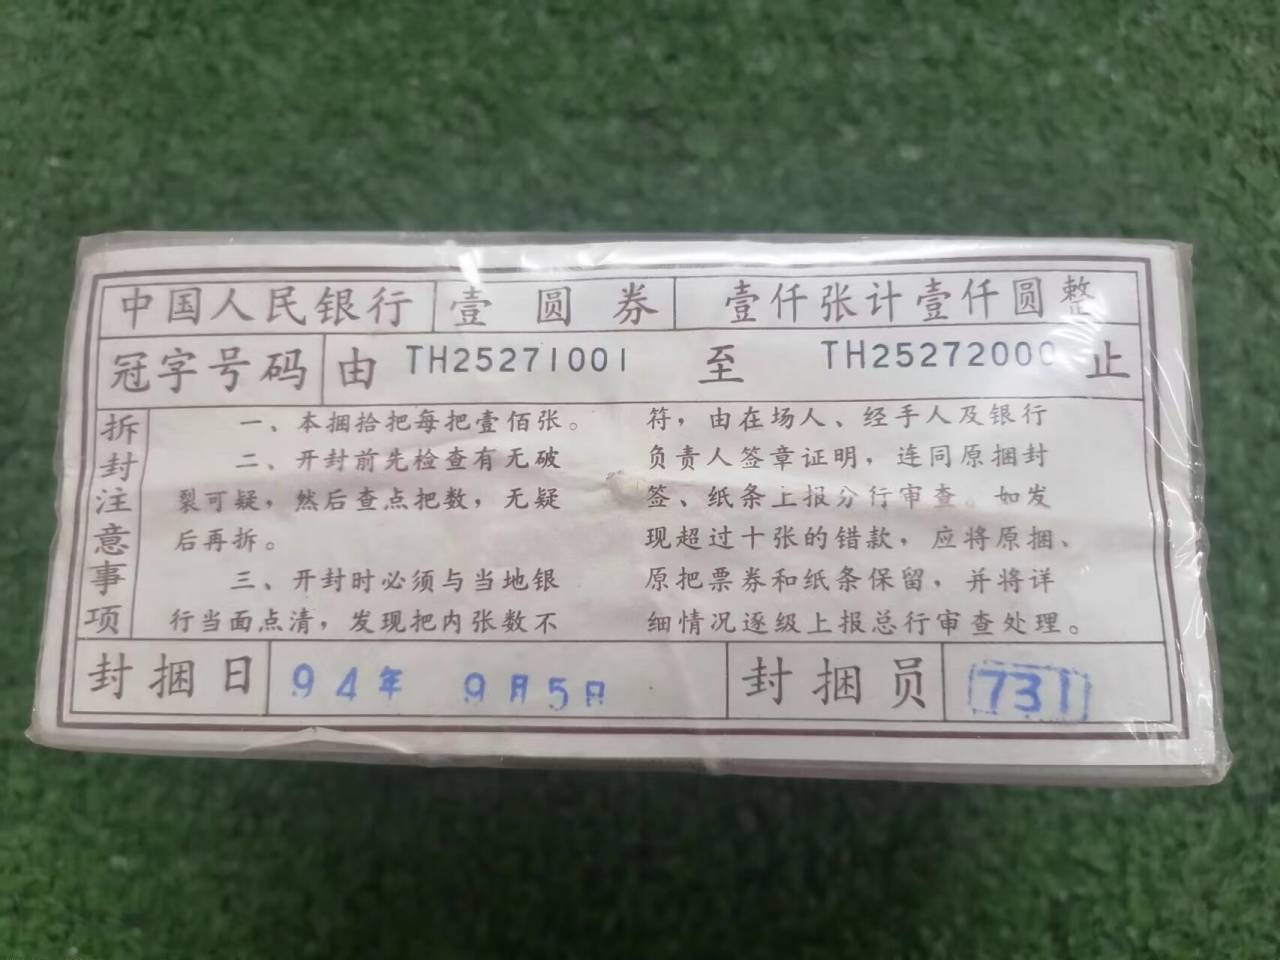 中国人民银行 壹圆券 壹仟张计壹仟圆整
冠字号码 由 TH25271001 至 TH25272000 止
拆封注意事项
一、本捆拾把每把壹佰张。
二、开封前先检查有无破
裂可疑，然后查点把数，无疑
后再拆。
三、开封时必须与当地银
行当面点清，发现把内张数不
符，由在场人、经手人及银行
负责人签章证明，连同原捆封
签、纸条上报分行审查。如发
现超过十张的错款，应将原捆、
原把票券和纸条保留，并将详
细情况逐级上报总行审查处理。
封捆日 94年 9月5日 封捆员 731